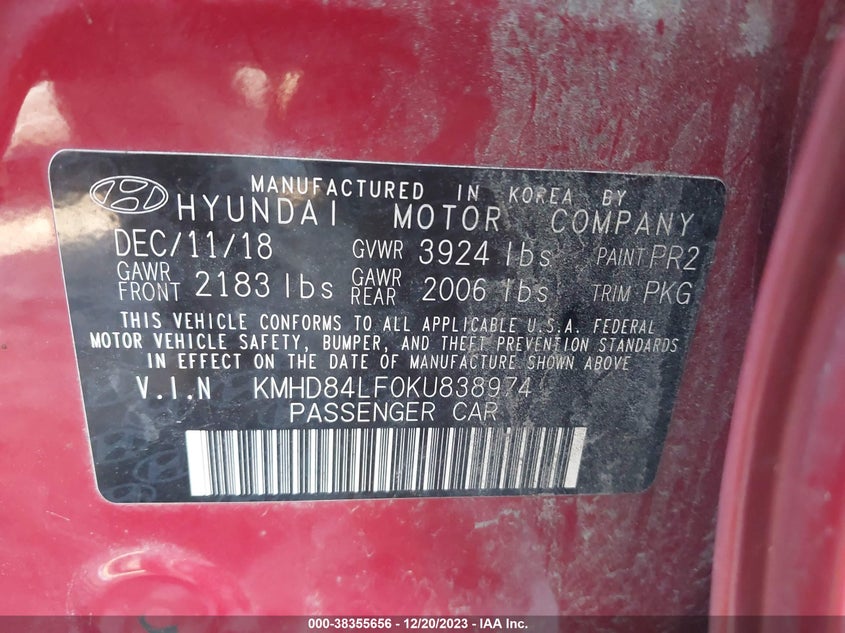 MANUFACTURED IN KOREA BY
HYUNDAI MOTOR COMPANY
DEC/11/18 GVWR 3924 lbs PAINT PR2
GAWR FRONT 2183 lbs GAWR REAR 2006 lbs TRIM PKG
THIS VEHICLE CONFORMS TO ALL APPLICABLE U.S.A. FEDERAL
MOTOR VEHICLE SAFETY, BUMPER, AND THEFT PREVENTION STANDARDS
IN EFFECT ON THE DATE OF MANUFACTURE SHOWN ABOVE
V.I.N KMHD84LF0KU838974
PASSENGER CAR
000-38355656 - 12/20/2023 - IAA Inc.